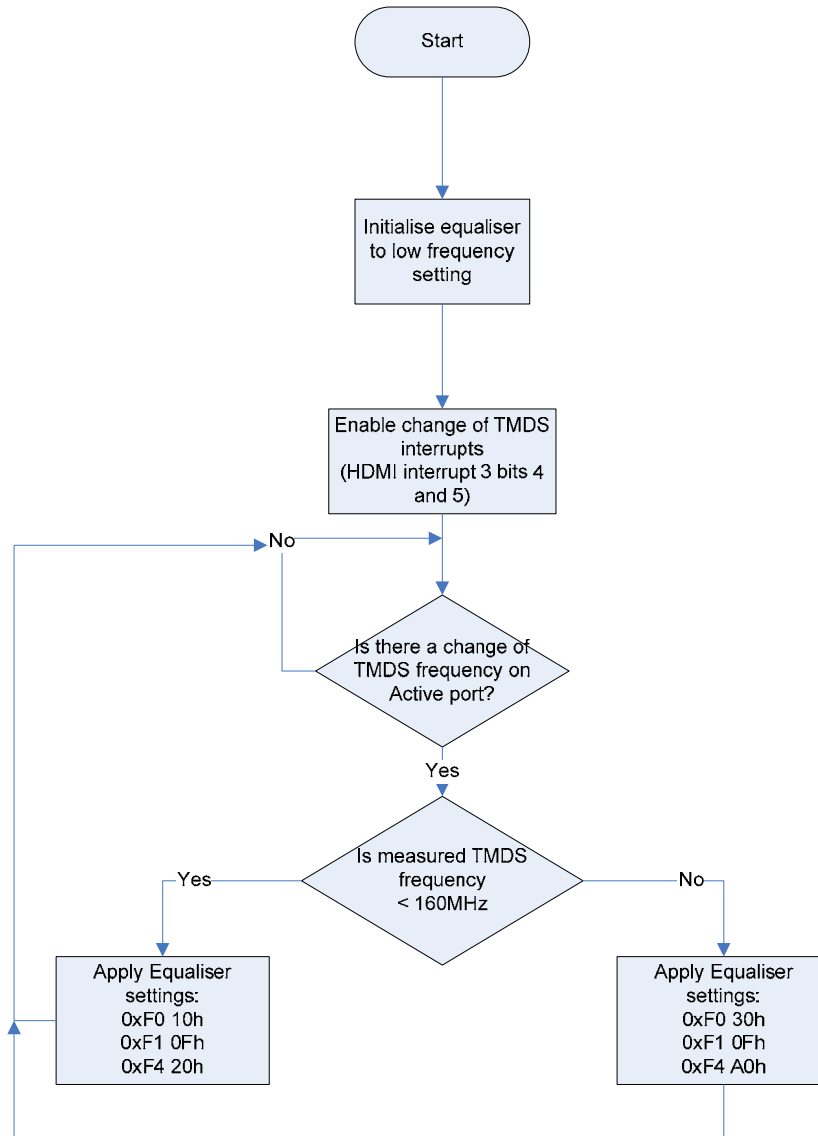 Start
Initialise equaliser
to low frequency
setting
Enable change of TMDS
interrupts
(HDMI interrupt 3 bits 4
and 5)
No
Is there a change of
TMDS frequency on
Active port?
Yes
Is measured TMDS
frequency
< 160MHz
Yes
No
Apply Equaliser
settings:
0xF0 10h
0xF1 0Fh
0xF4 20h
Apply Equaliser
settings:
0xF0 30h
0xF1 0Fh
0xF4 A0h